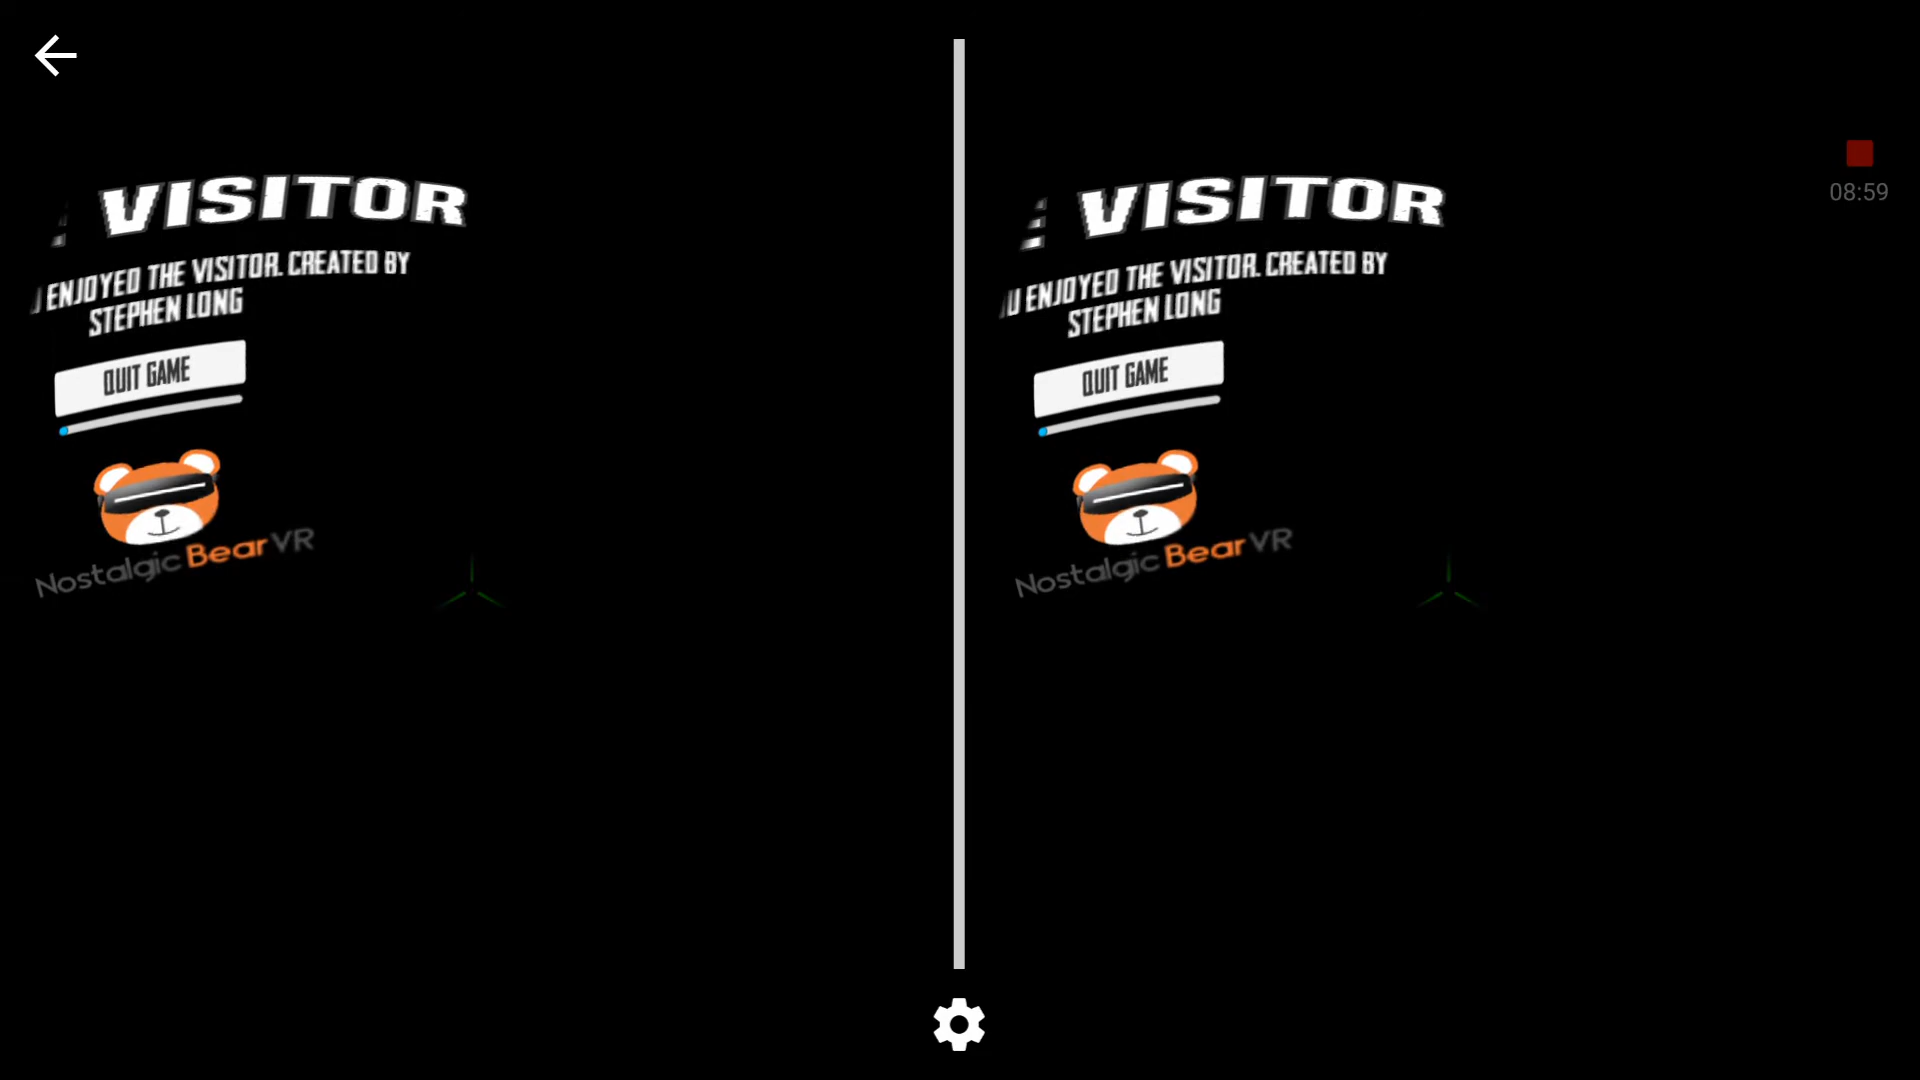 VISITOR
ENJOYED THE VISITOR. CREATED BY
STEPHEN LONG
QUIT GAME
Nostalgic Bear VR
VISITOR
ENJOYED THE VISITOR. CREATED BY
STEPHEN LONG
QUIT GAME
Nostalgic Bear VR
08:59